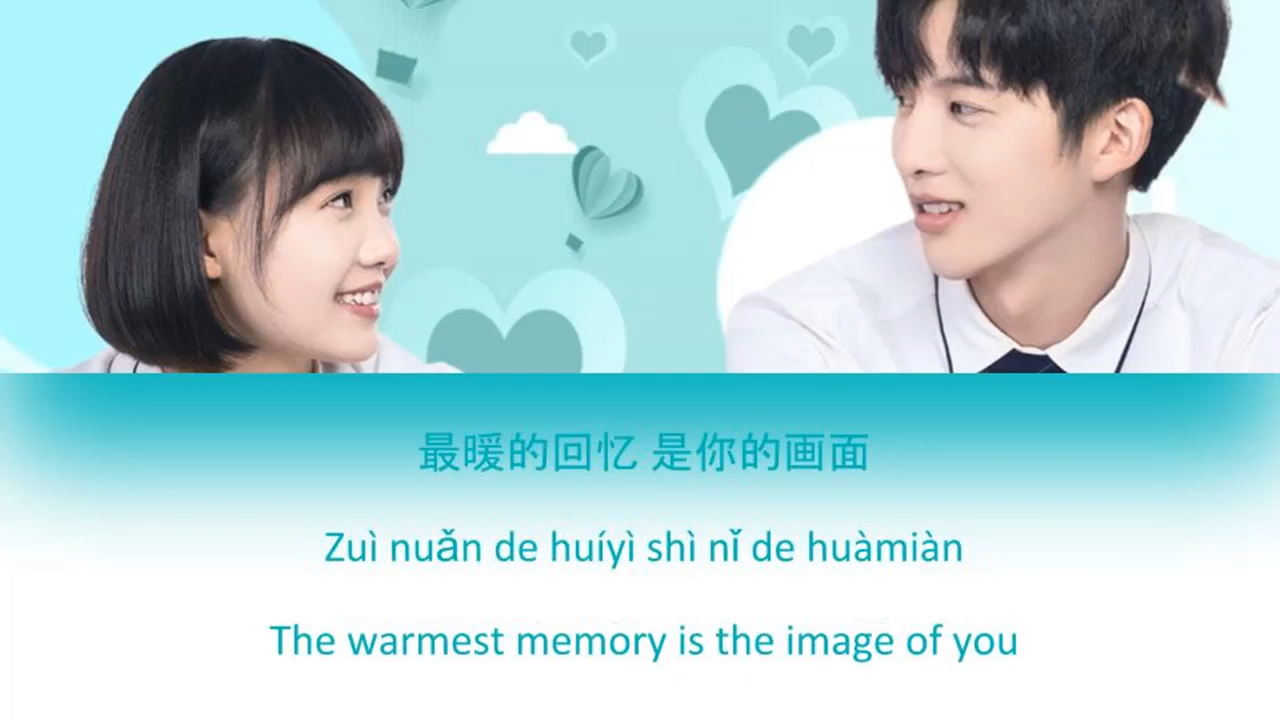 最暖的回忆 是你的画面
Zuì nuǎn de huíyì shì nǐ de huàmiàn
The warmest memory is the image of you